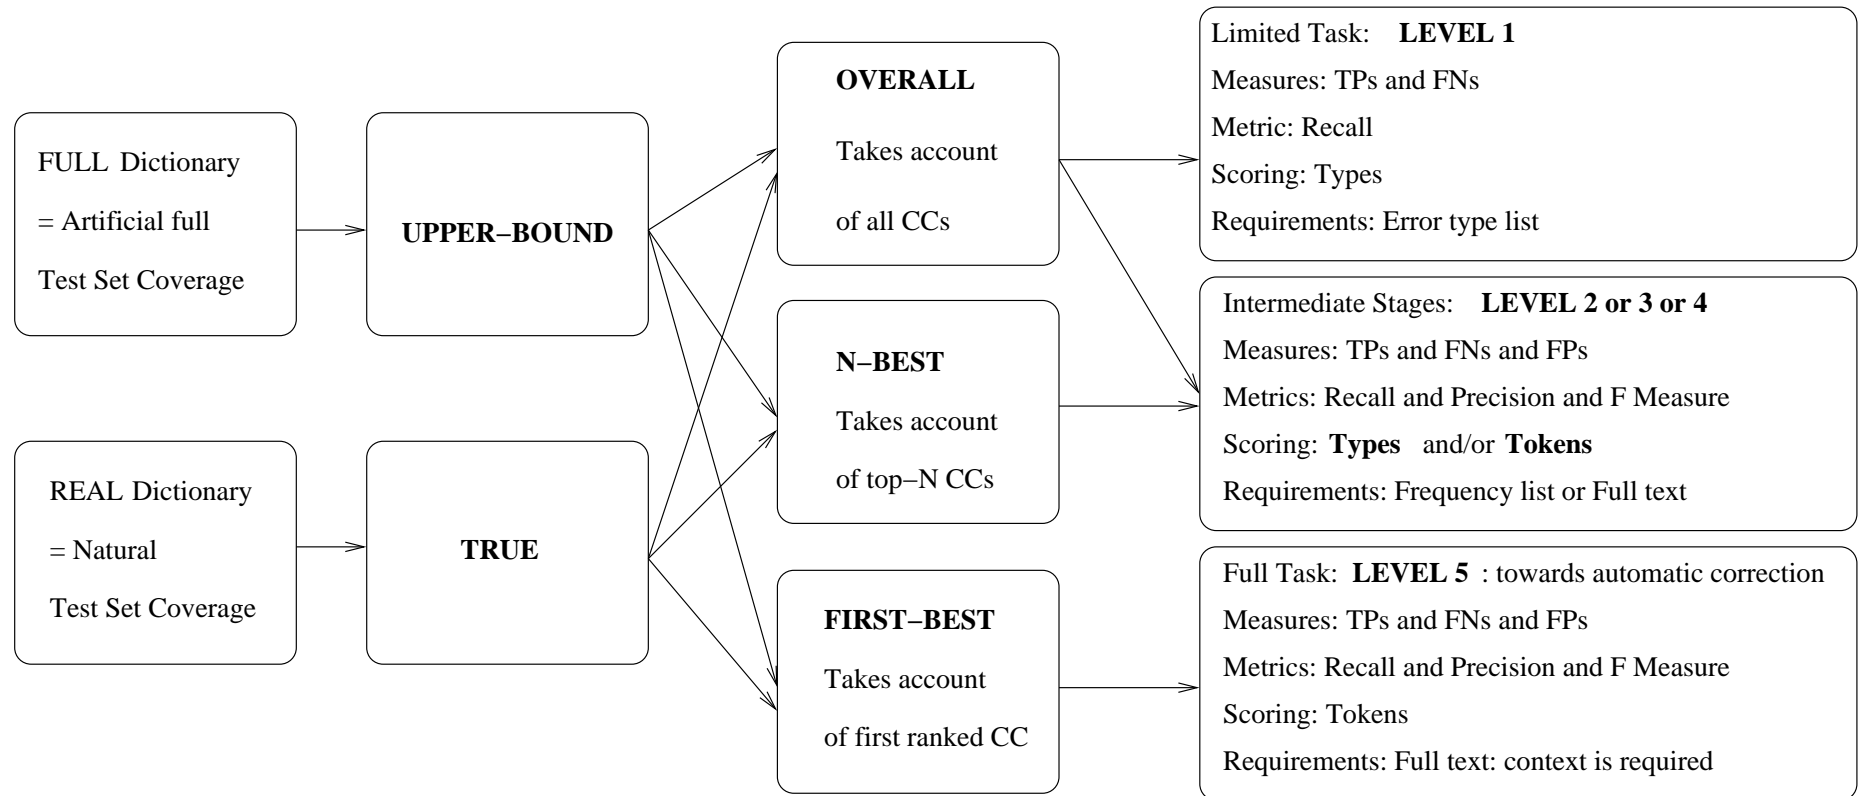 FULL Dictionary
= Artificial full
Test Set Coverage
REAL Dictionary
= Natural
Test Set Coverage
UPPER−BOUND
TRUE
OVERALL
Takes account
of all CCs
N−BEST
Takes account
of top−N CCs
FIRST−BEST
Takes account
of first ranked CC
Limited Task: LEVEL 1
Measures: TPs and FNs
Metric: Recall
Scoring: Types
Requirements: Error type list
Intermediate Stages: LEVEL 2 or 3 or 4
Measures: TPs and FNs and FPs
Metrics: Recall and Precision and F Measure
Scoring: Types and/or Tokens
Requirements: Frequency list or Full text
Full Task: LEVEL 5 : towards automatic correction
Measures: TPs and FNs and FPs
Metrics: Recall and Precision and F Measure
Scoring: Tokens
Requirements: Full text: context is required